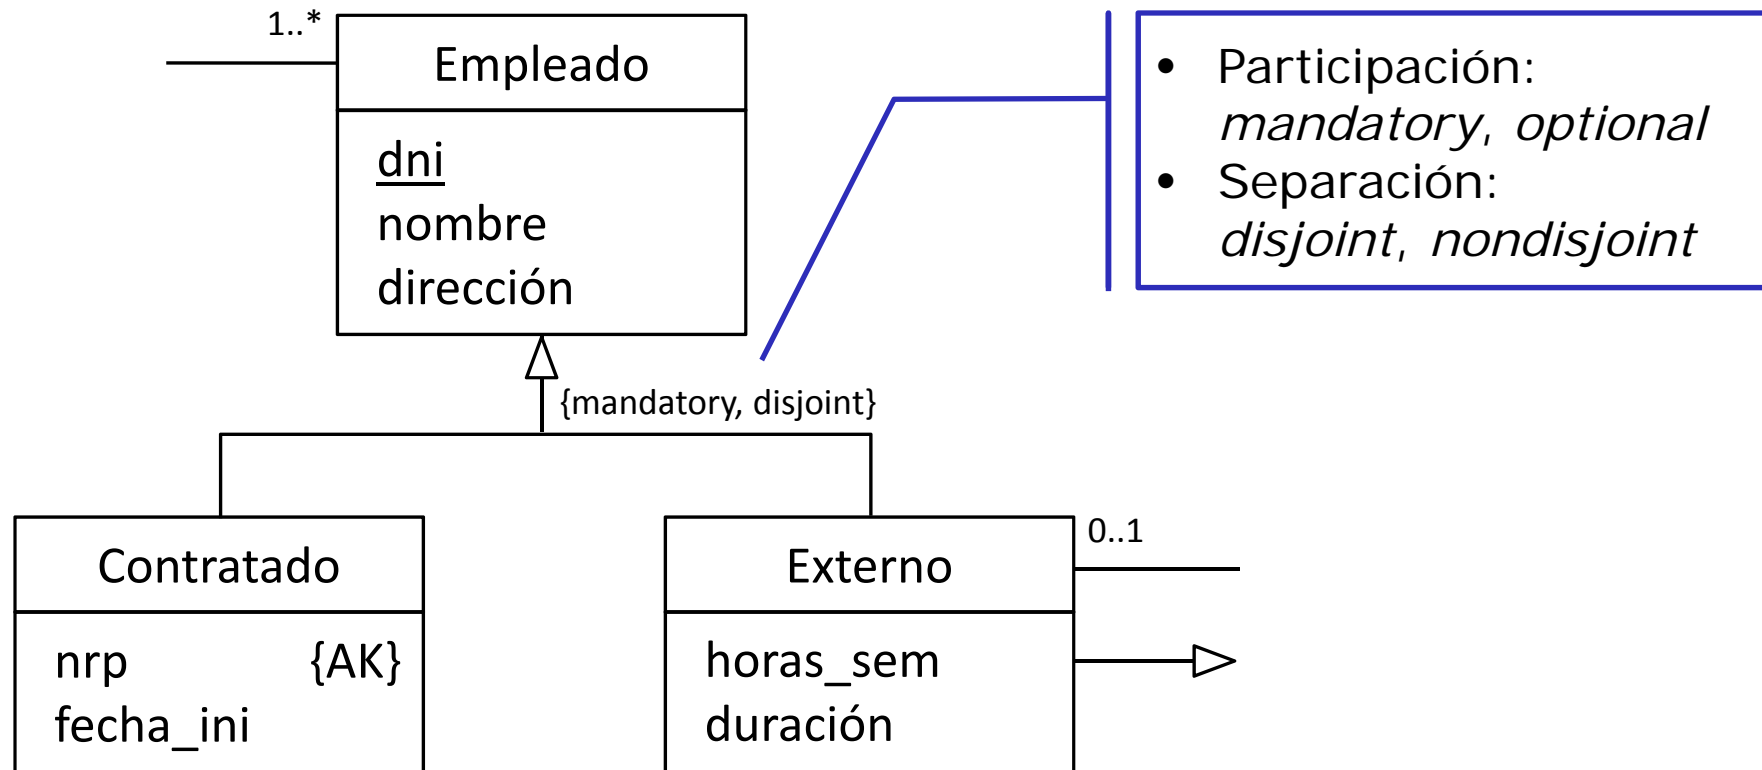 1..*
Empleado
dni
nombre
dirección
• Participación:
mandatory, optional
• Separación:
disjoint, nondisjoint
{mandatory, disjoint}
Contratado
nrp {AK}
fecha_ini
Externo
0..1
horas_sem
duración